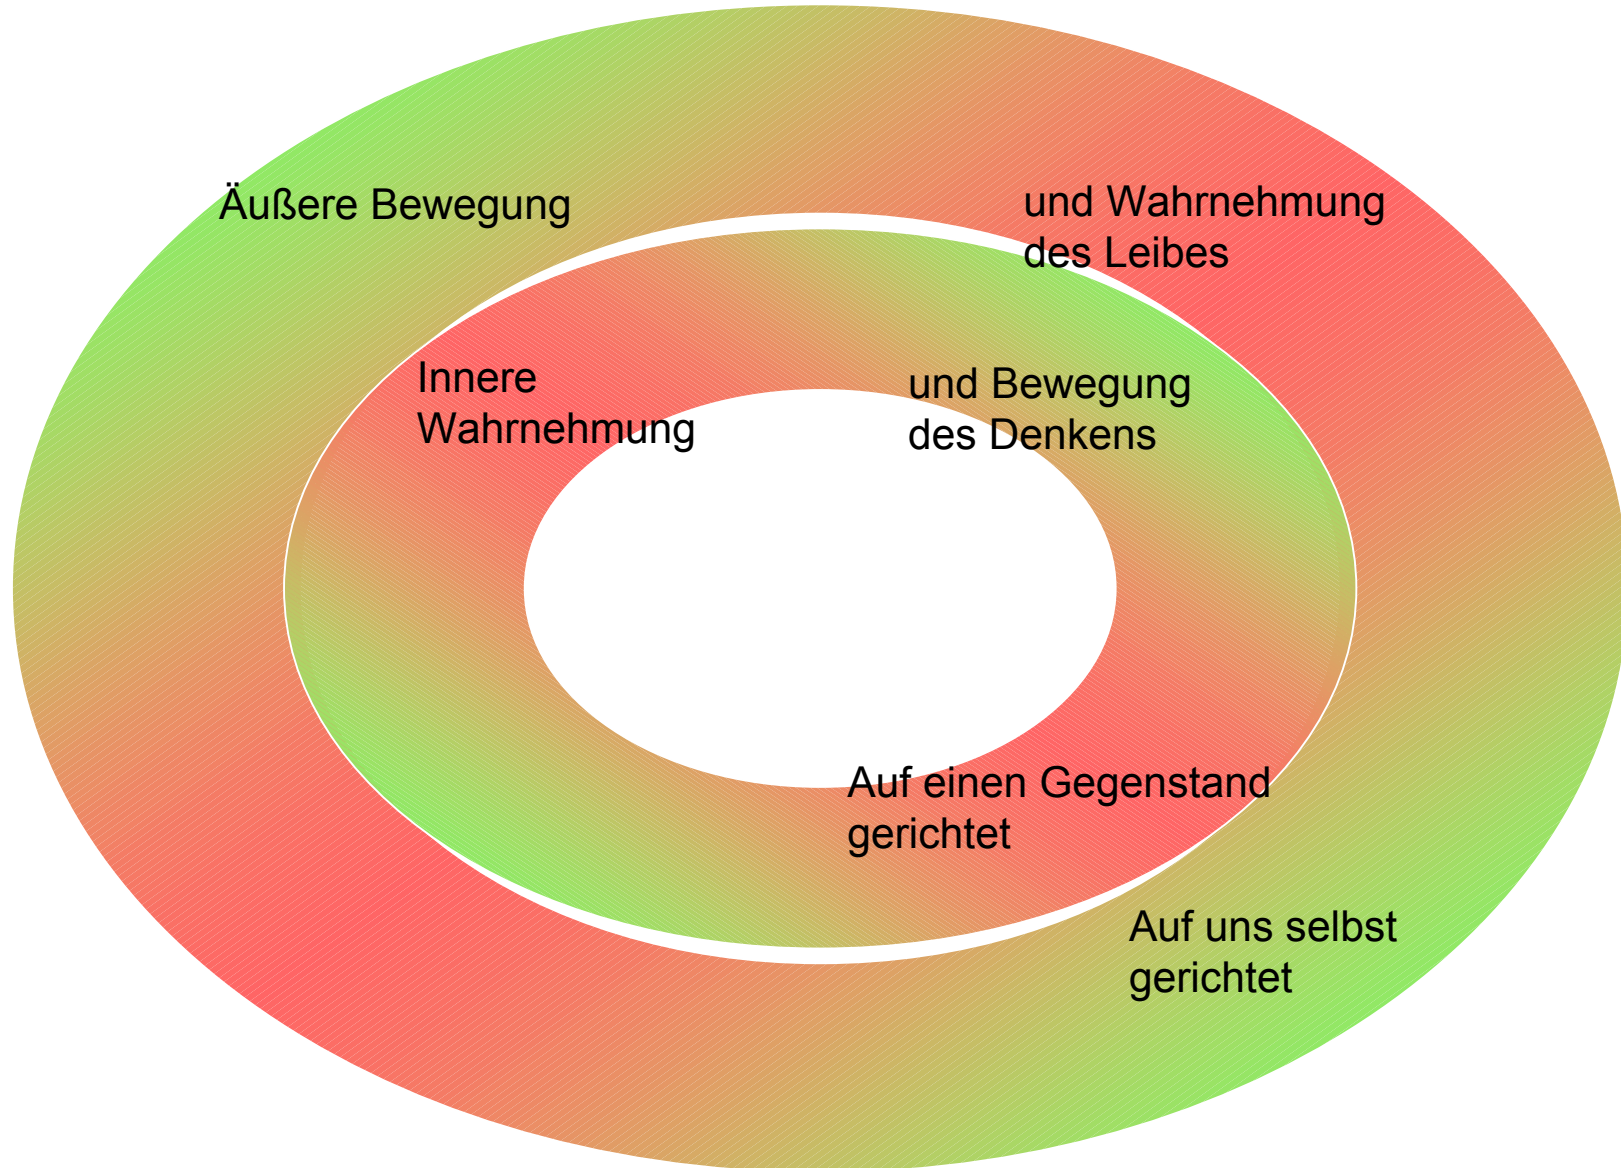 Äußere Bewegung
und Wahrnehmung
des Leibes
Innere
Wahrnehmung
und Bewegung
des Denkens
Auf einen Gegenstand
gerichtet
Auf uns selbst
gerichtet